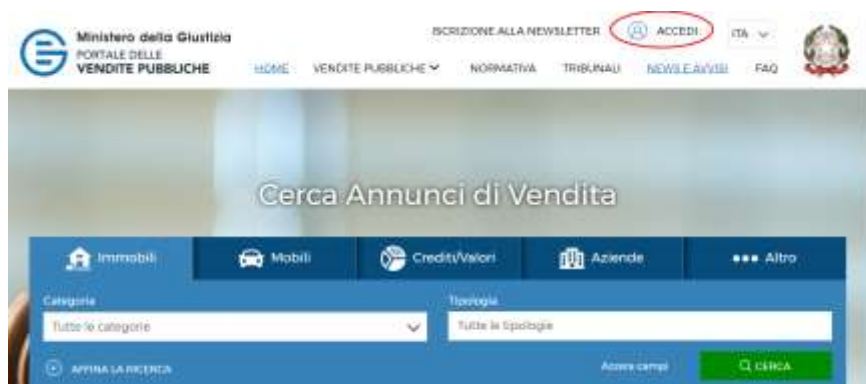 Ministero della Giustizia
PORTALE DELLE
VENDITE PUBBLICHE
ISCRIZIONE ALLA NEWSLETTER ACCEDI ITA
HOME VENDITE PUBBLICHE NORMATIVA TRIBUNALI NEWS E AVVISI FAQ
Cerca Annunci di Vendita
Immobili Mobili Crediti/Valori Aziende Altro
Categoria Tipologia
Tutte le categorie Tutte le tipologie
AFFINA LA RICERCA Azzera campi CERCA